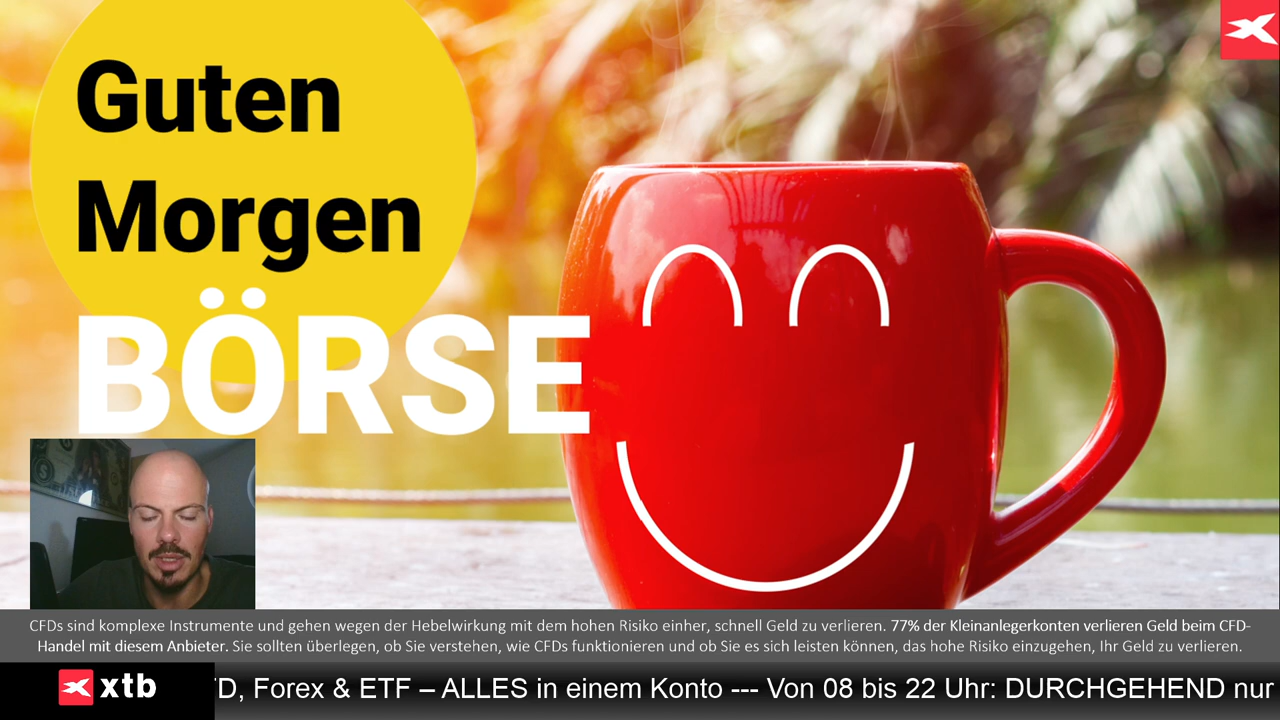 Guten
Morgen
BÖRSE
CFDs sind komplexe Instrumente und gehen wegen der Hebelwirkung mit dem hohen Risiko einher, schnell Geld zu verlieren. 77% der Kleinanlegerkonten verlieren Geld beim CFD-
Handel mit diesem Anbieter. Sie sollten überlegen, ob Sie verstehen, wie CFDs funktionieren und ob Sie es sich leisten können, das hohe Risiko einzugehen, Ihr Geld zu verlieren.
xtb
D, Forex & ETF – ALLES in einem Konto --- Von 08 bis 22 Uhr: DURCHGEHEND nur